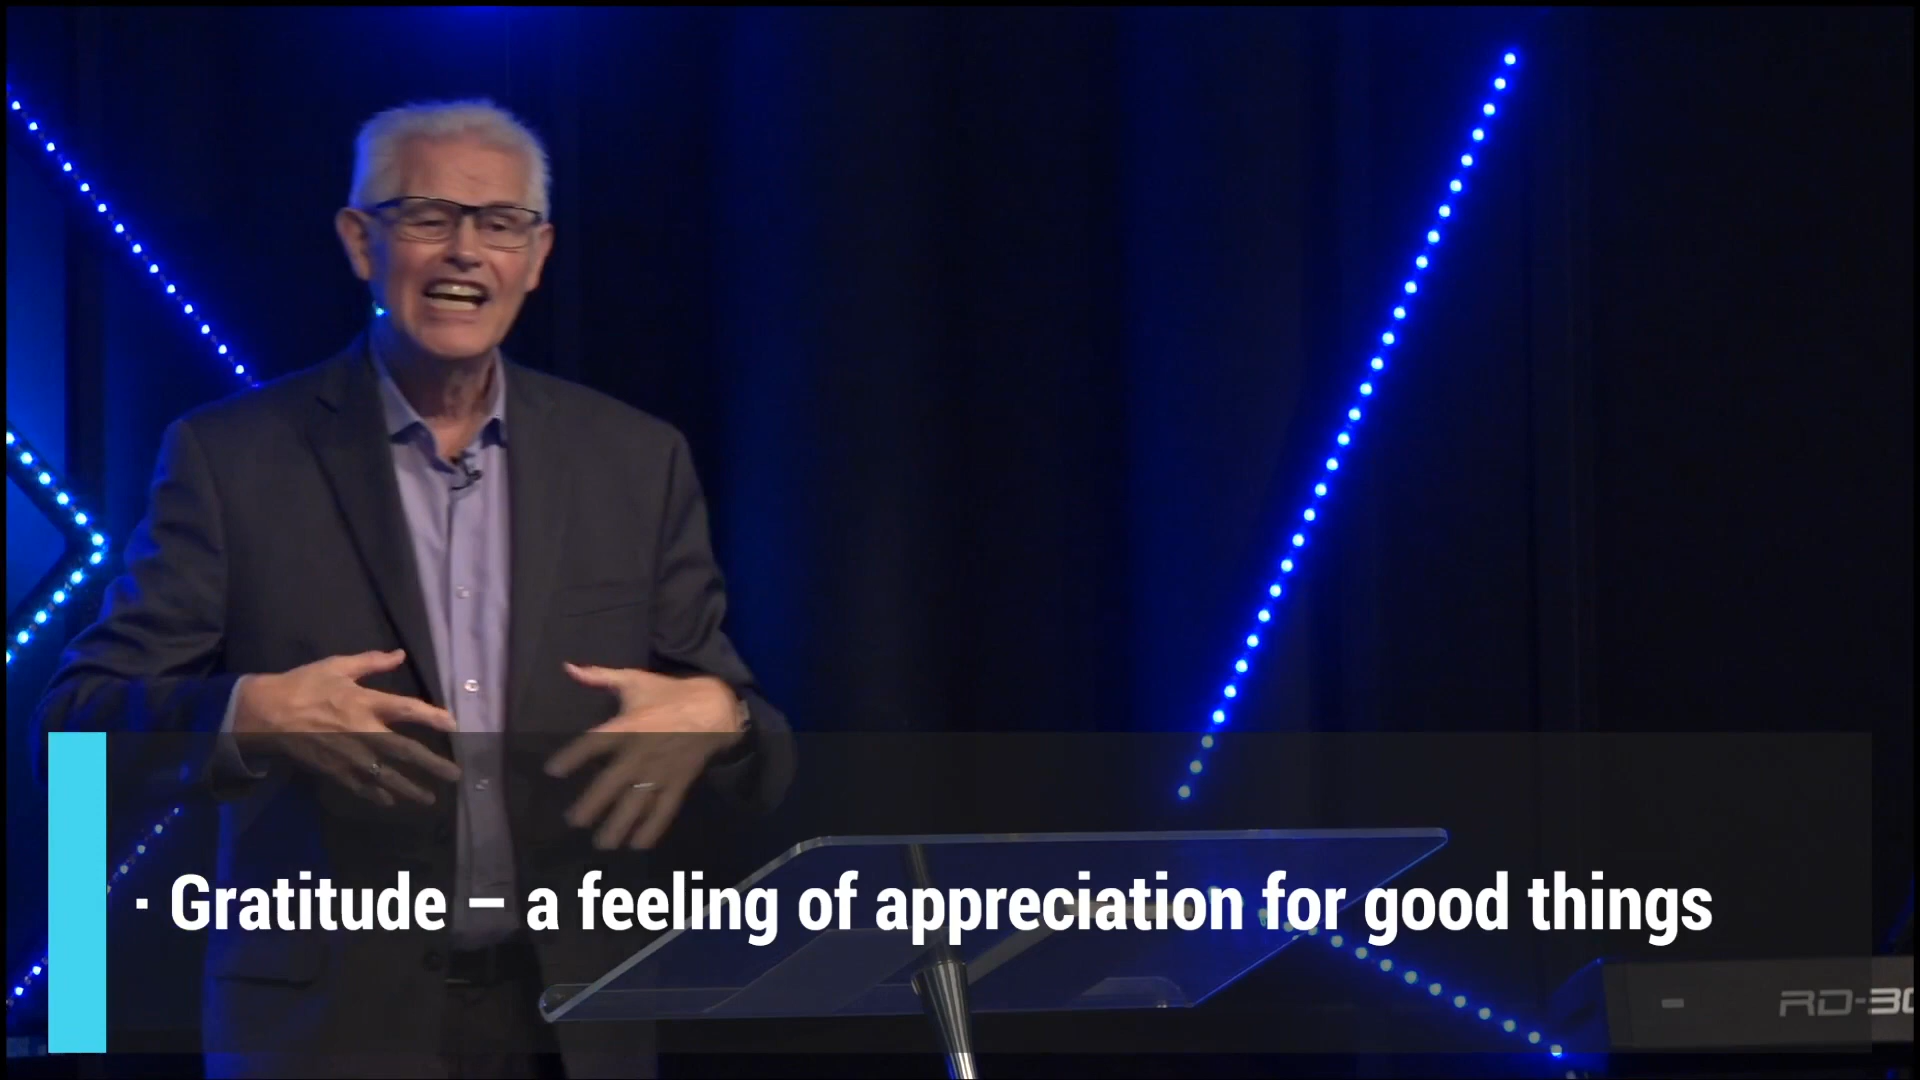 · Gratitude – a feeling of appreciation for good things
RD-30